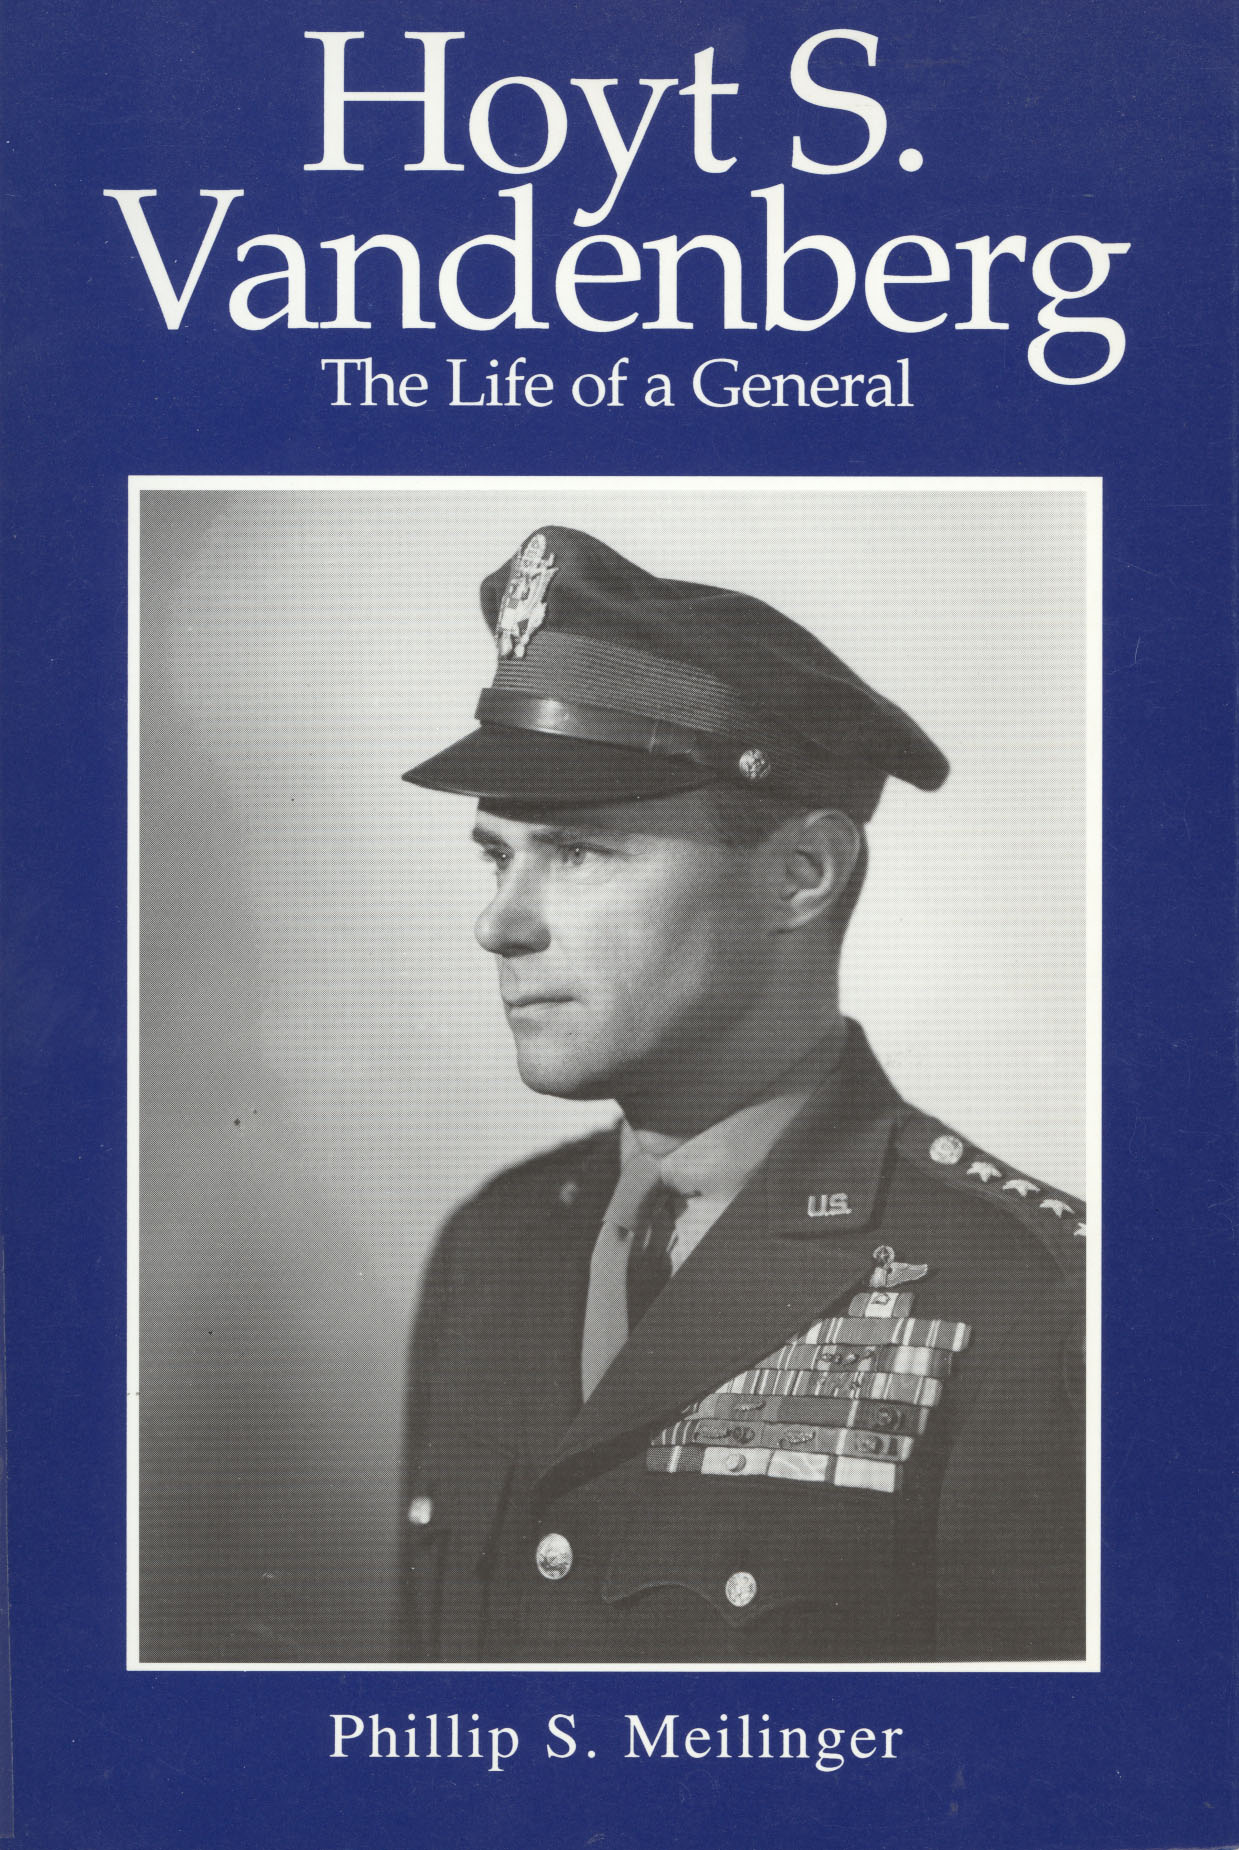 Hoyt S.
Vandenberg
The Life of a General
U.S.
Phillip S. Meilinger